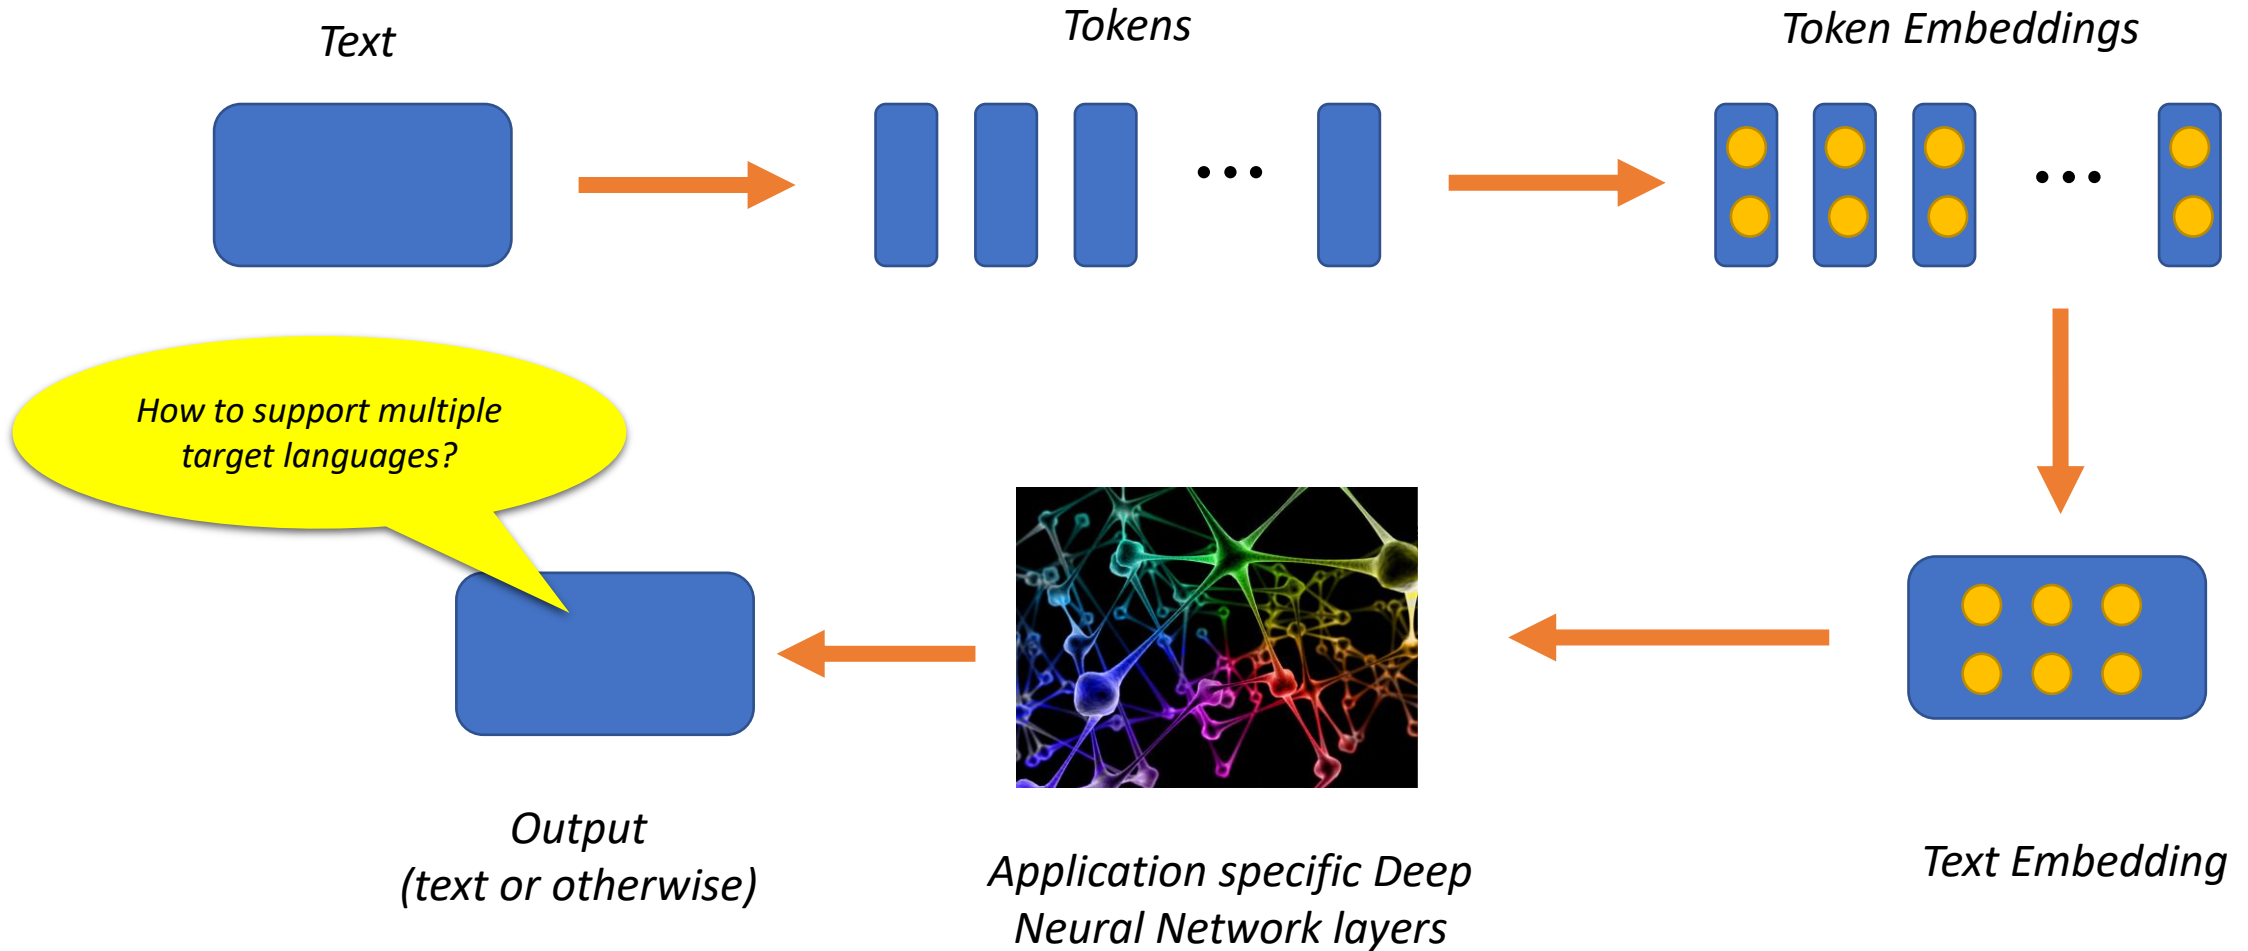 Text
Tokens
Token Embeddings
How to support multiple
target languages?
Output
(text or otherwise)
Application specific Deep
Neural Network layers
Text Embedding